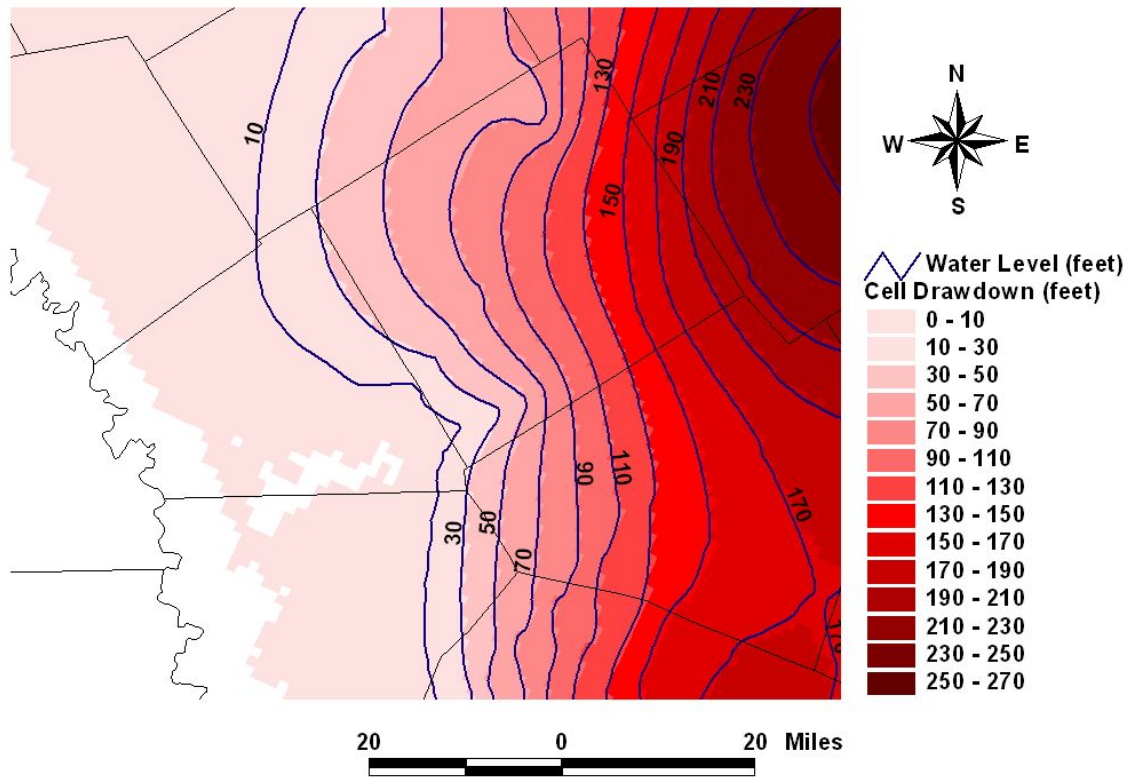 10
130
150
190
210
230
30
50
70
90
110
170
170
N
W E
S
Water Level (feet)
Cell Drawdown (feet)
0 - 10
10 - 30
30 - 50
50 - 70
70 - 90
90 - 110
110 - 130
130 - 150
150 - 170
170 - 190
190 - 210
210 - 230
230 - 250
250 - 270
20 0 20 Miles